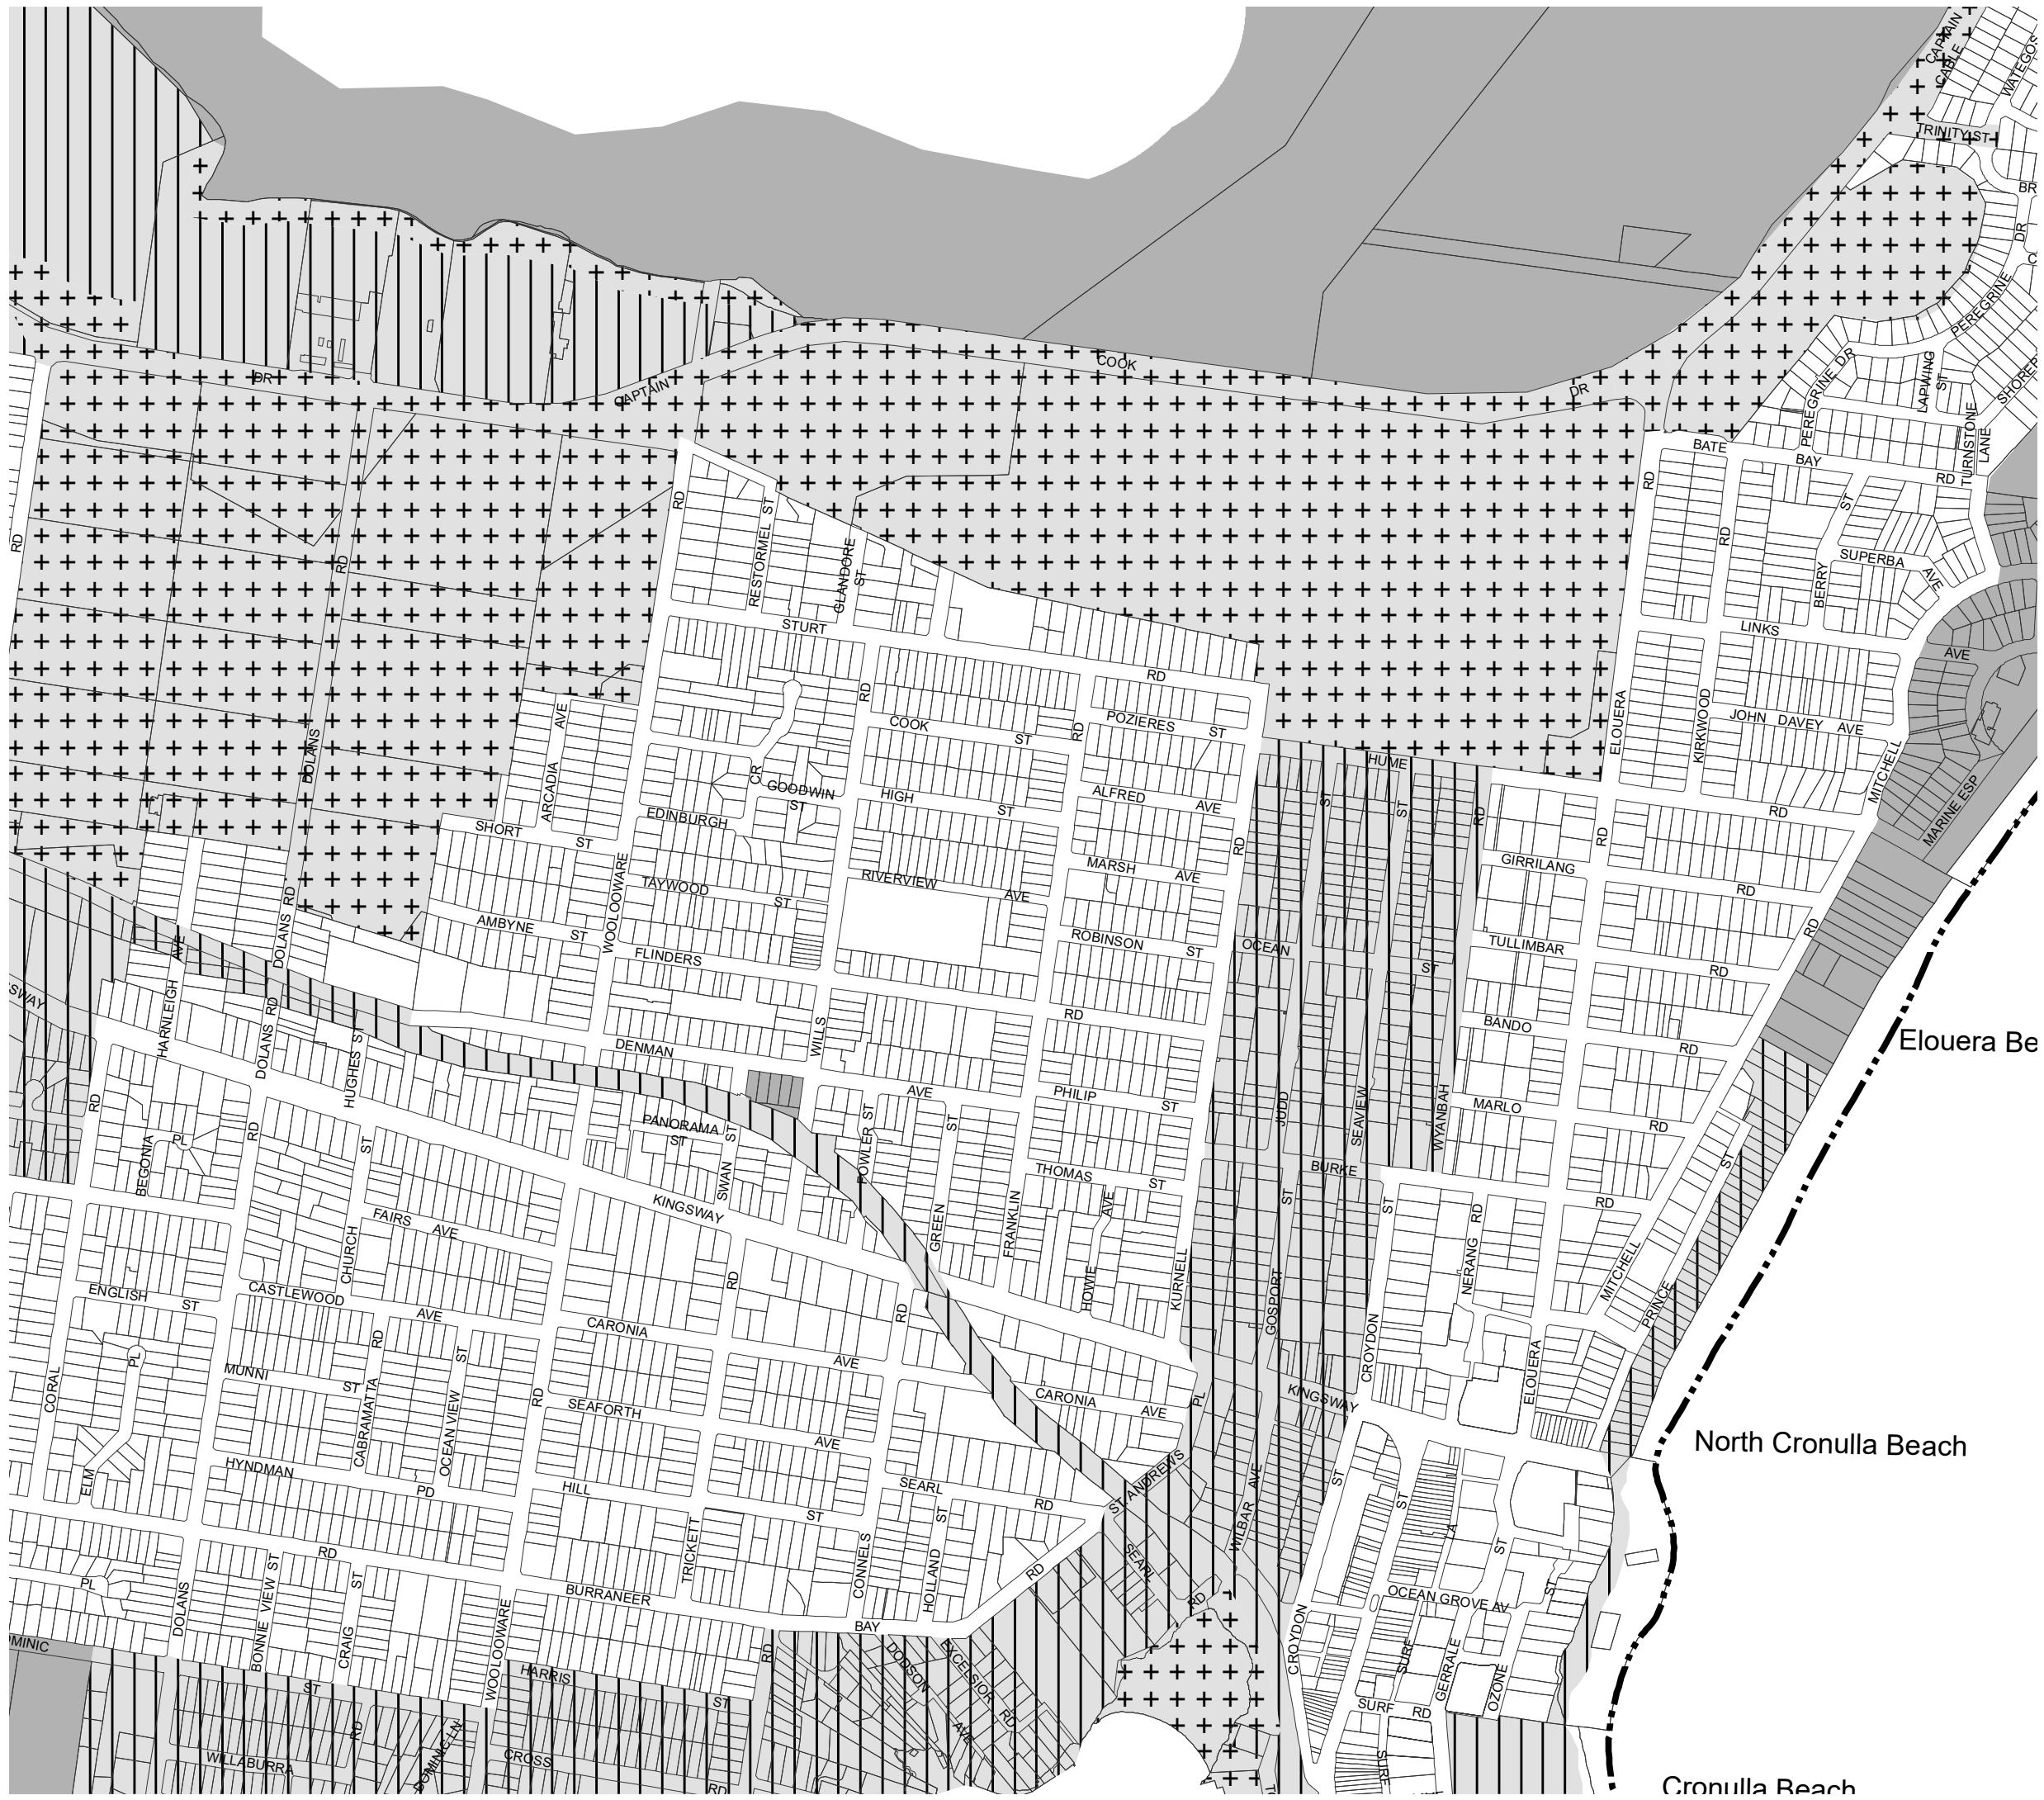 CAPTAIN
CABLE
TRINITY ST
DR
PEREGRINE
DR
CAPTAIN
COOK
DR
PEREGRINE DR
LAPWING
ST
TURNSTONE
LANE
BATE
BAY
RD
RD
RD
RD
RESTORMEL ST
GLANDORE
ST
RD
ST
SUPERBA
AVE
BERRY
RD
RD
STURT
RD
LINKS
AVE
DOLANS
ARCADIA
AVE
RD
COOK
ST
RD
POZIERES
ST
ELOUERA
KIRKWOOD
JOHN DAVEY AVE
MITCHELL
MARINE ESP
HUME
CR
GOODWIN
ST
HIGH
ST
ALFRED
AVE
ST
ST
RD
RD
EDINBURGH
SHORT
ST
RD
RD
MARSH
AVE
GIRRILANG
RD
WOOLOOWARE
TAYWOOD
ST
RIVERVIEW
AVE
DOLANS RD
AVE
AMBYNE
ST
FLINDERS
RD
ROBINSON
ST
OCEAN
ST
TULLIMBAR
RD
RD
HARNLEIGH
DOLANS RD
HUGHES ST
DENMAN
AVE
WILLS
BANDO
RD
Elouera Be
PHILIP
ST
JUDD
SEAVIEW
WYANBAH
MARLO
RD
RD
RD
BEGONIA
PL
ST
PANORAMA
ST
SWAN
ST
FOWLER ST
ST
GREEN
FRANKLIN
THOMAS
ST
HOWIE
AVE
KURNELL
BURKE
RD
ST
GOSPORT
ST
CROYDON
NERANG
RD
ST
MITCHELL
PRINCE
KINGSWAY
FAIRS
AVE
CHURCH
ENGLISH
ST
CASTLEWOOD
AVE
RD
RD
CARONIA
AVE
CARONIA
AVE
PL
KINGSWAY
ELOUERA
CORAL
PL
MUNNI
ST
RD
CABRAMATTA
ST
OCEAN VIEW
RD
SEAFORTH
AVE
North Cronulla Beach
ELM
HYNDMAN
PD
HILL
ST
SEARL
RD
ST ANDREWS
WILBAR
AVE
ST
ST
LA
ST
PL
RD
TRICKETT
CONNELS
HOLLAND
ST
RD
SEARL
RD
OCEAN GROVE AV
ST
DOLANS
BONNIE VIEW ST
CRAIG
ST
WOOLOOWARE
BURRANEER
BAY
RD
CROYDON
SURF
GERRALE
OZONE
HARRIS
ST
ST
DODSON
AVE
EXCELSIOR
RD
SURF
RD
WILLABURRA
RD
DOMINIC LN
CROSS
RD
SURF
Cronulla Beach